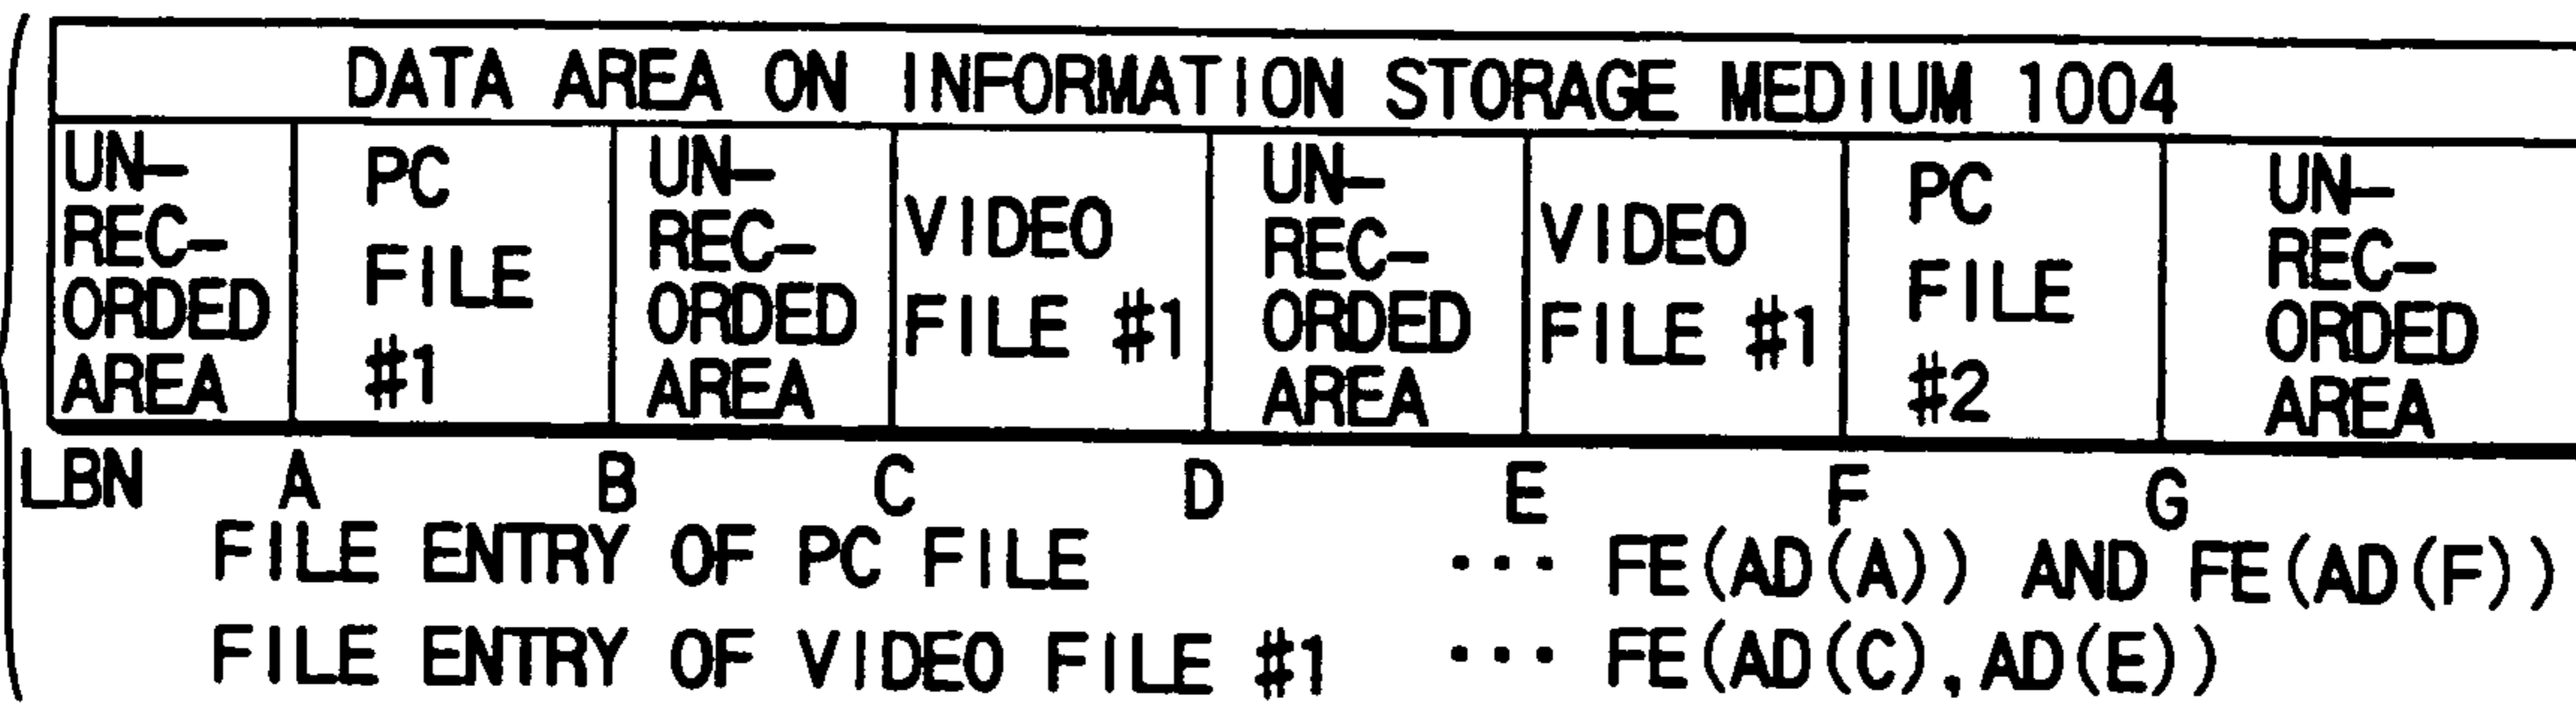 DATA AREA ON INFORMATION STORAGE MEDIUM 1004
UN-
REC-
ORDED
AREA
PC
FILE
#1
UN-
REC-
ORDED
AREA
VIDEO
FILE #1
UN-
REC-
ORDED
AREA
VIDEO
FILE #1
PC
FILE
#2
UN-
REC-
ORDED
AREA
LBN A B C D E F G
FILE ENTRY OF PC FILE ··· FE(AD(A)) AND FE(AD(F))
FILE ENTRY OF VIDEO FILE #1 ··· FE(AD(C),AD(E))